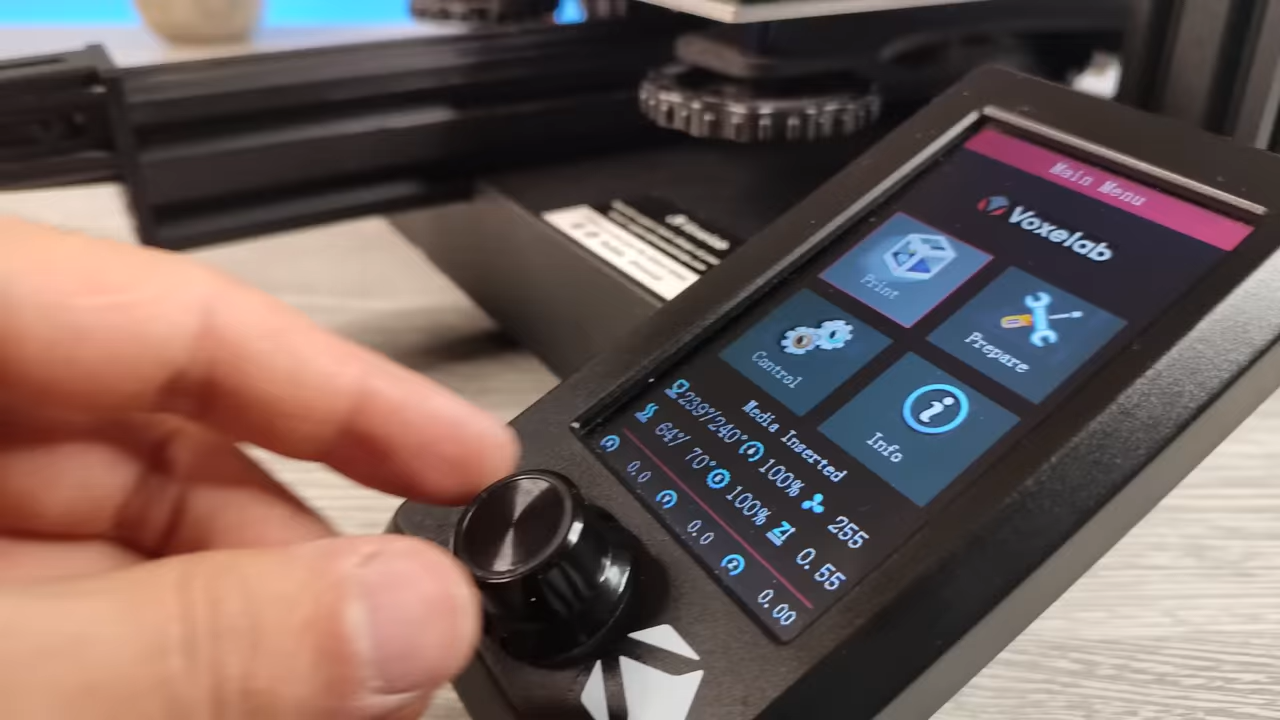 Main Menu
Voxelab
Print
Prepare
Control
Info
Media Inserted
239°/240° 100% 255
64°/ 70° 100% Z 0.55
X 0.0 Y 0.0 Z 0.00